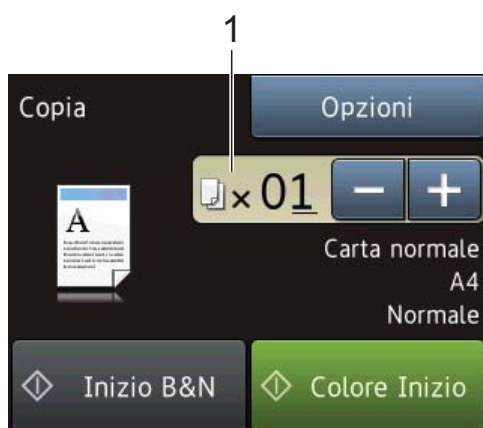 1
Copia
Opzioni
× 01
− +
A
Carta normale
A4
Normale
Inizio B&N
Colore Inizio